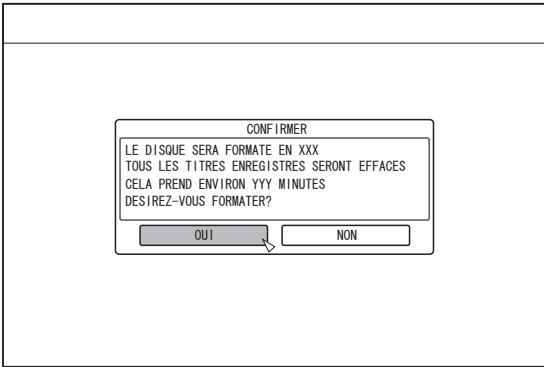 CONFIRMER
LE DISQUE SERA FORMATE EN XXX
TOUS LES TITRES ENREGISTRES SERONT EFFACES
CELA PREND ENVIRON YYY MINUTES
DESIREZ-VOUS FORMATER?
OUI NON